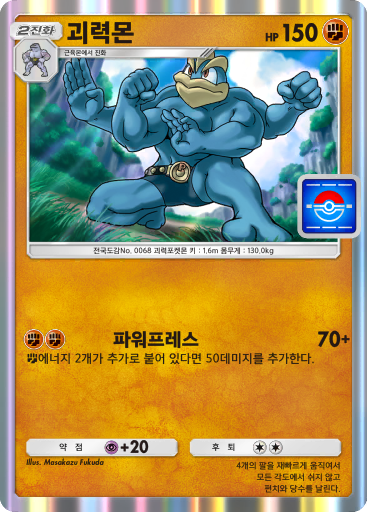 2진화
괴력몬
HP 150
근육몬에서 진화
전국도감No. 0068 괴력포켓몬 키 : 1.6m 몸무게 : 130.0kg
파워프레스 70+
에너지 2개가 추가로 붙어 있다면 50데미지를 추가한다.
약 점 +20 후 퇴
Illus. Masakazu Fukuda
4개의 팔을 재빠르게 움직여서
모든 각도에서 쉬지 않고
펀치와 당수를 날린다.